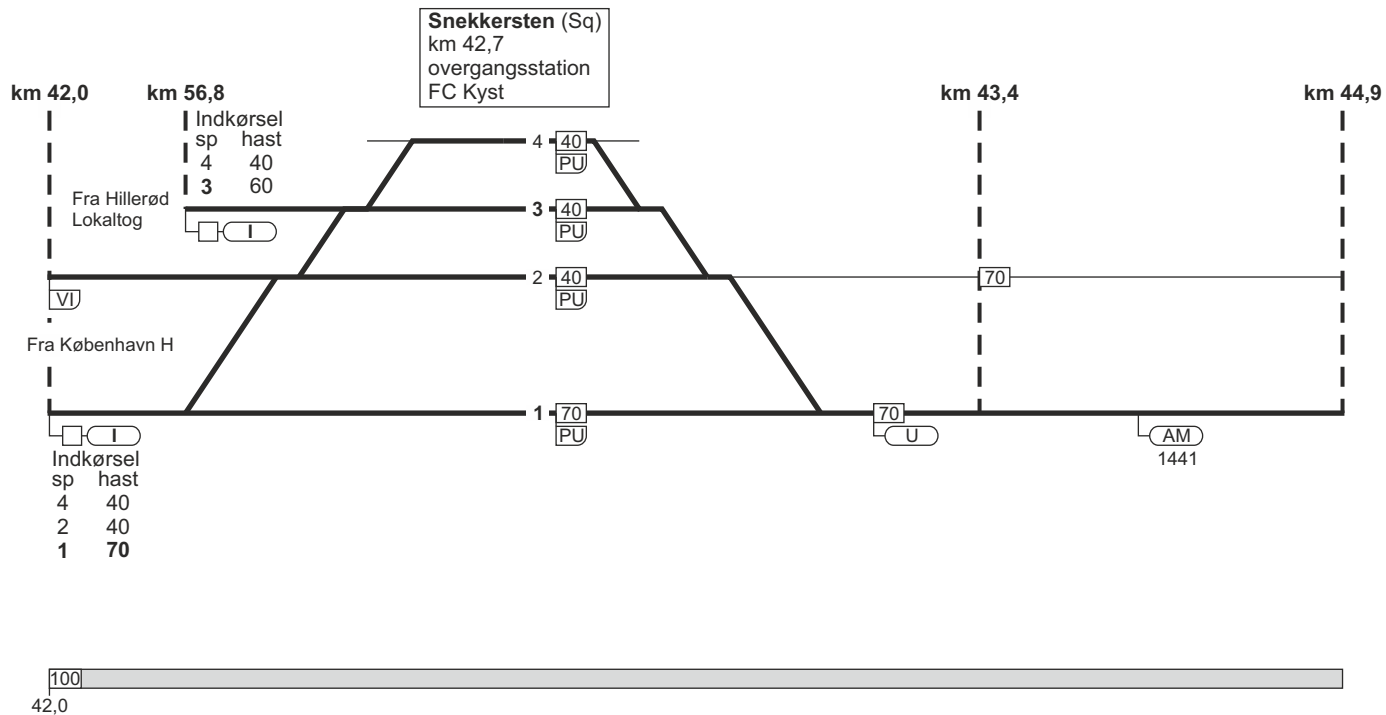 Snekkersten (Sq)
km 42,7
overgangsstation
FC Kyst
km 42,0
km 56,8
km 43,4
km 44,9
Indkørsel
sp hast
4 40
3 60
Fra Hillerød
Lokaltog
I
4 40
PU
3 40
PU
2 40
PU
70
VI
Fra København H
1 70
PU
70
U
AM
1441
I
Indkørsel
sp hast
4 40
2 40
1 70
100
42,0